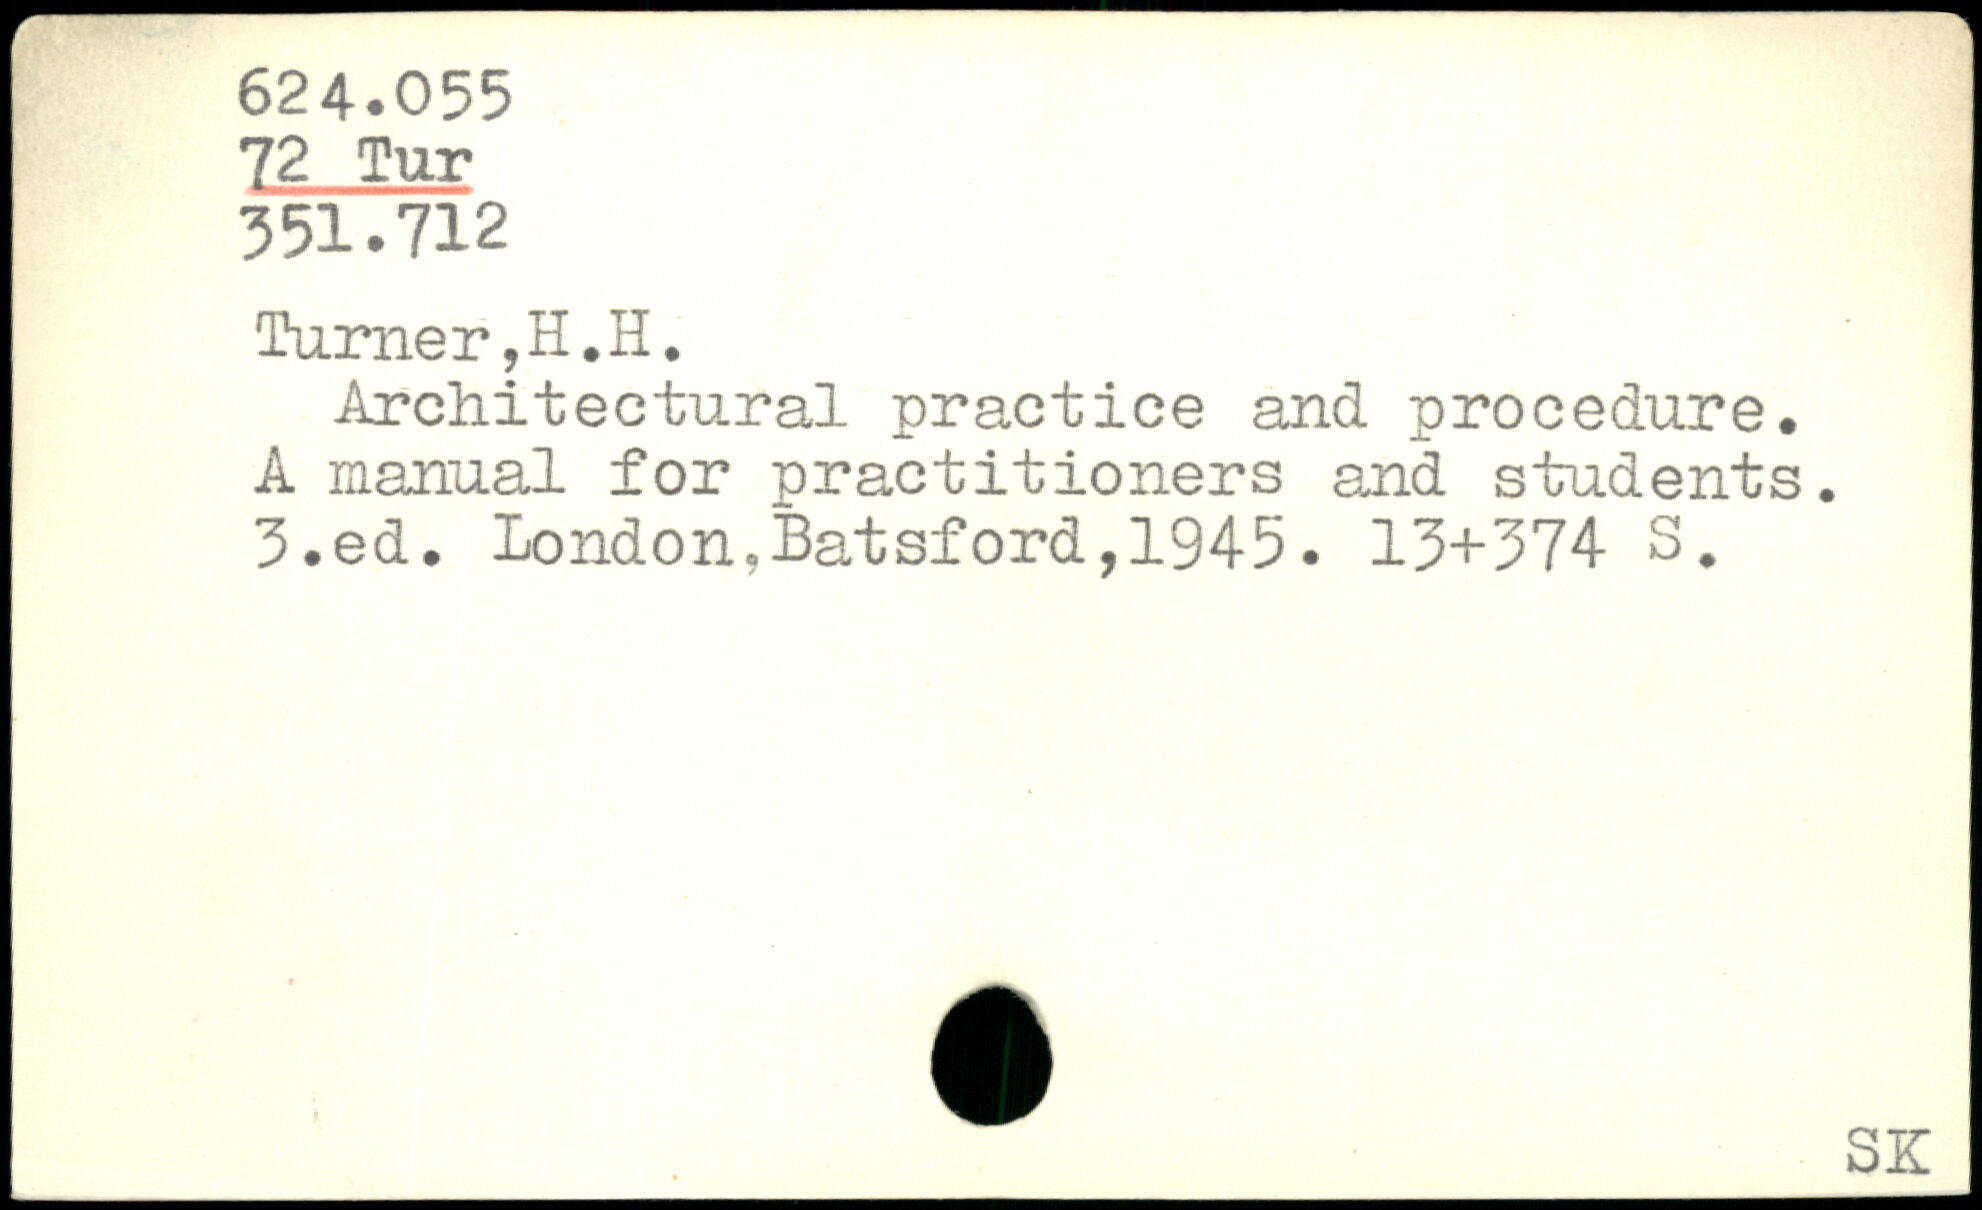 624.055
72 Tur
351.712
Turner,H.H.
Architectural practice and procedure.
A manual for practitioners and students.
3.ed. London,Batsford,1945. 13+374 S.
SK